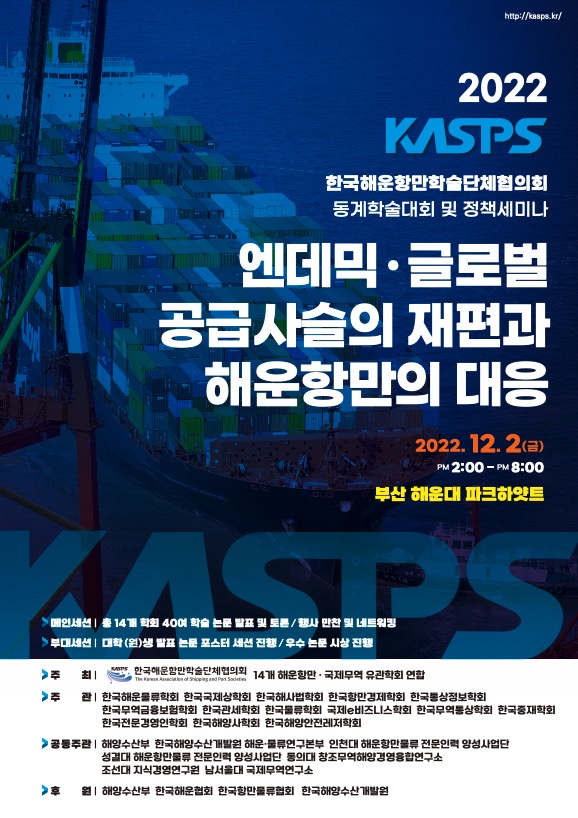 http://kasps.kr/
2022
KASPS
한국해운항만학술단체협의회
동계학술대회 및 정책세미나
엔데믹·글로벌
공급사슬의 재편과
해운항만의 대응
2022. 12. 2(금)
PM 2:00 – PM 8:00
부산 해운대 파크하얏트
KASPS
메인세션 | 총 14개 학회 40여 학술 논문 발표 및 토론 / 행사 만찬 및 네트워킹
부대세션 | 대학 (원)생 발표 논문 포스터 세션 진행 / 우수 논문 시상 진행
주 최 | KASPS 한국해운항만학술단체협의회 The Korean Association of Shipping and Port Societies 14개 해운항만·국제무역 유관학회 연합
주 관 | 한국해운물류학회 한국국제상학회 한국해사법학회 한국항만경제학회 한국통상정보학회
한국무역금융보험학회 한국관세학회 한국물류학회 국제e비즈니스학회 한국무역통상학회 한국중재학회
한국전문경영인학회 한국해양사학회 한국해양안전레저학회
공동주관 | 해양수산부 한국해양수산개발원 해운·물류연구본부 인천대 해운항만물류 전문인력 양성사업단
성결대 해운항만물류 전문인력 양성사업단 동의대 창조무역해양경영융합연구소
조선대 지식경영연구원 남서울대 국제무역연구소
후 원 | 해양수산부 한국해운협회 한국항만물류협회 한국해양수산개발원